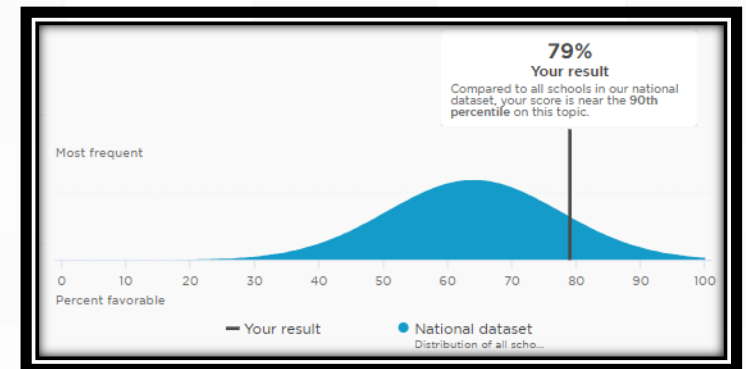 79%
Your result
Compared to all schools in our national
dataset, your score is near the 90th
percentile on this topic.
Most frequent
0 10 20 30 40 50 60 70 80 90 100
Percent favorable
Your result
National dataset
Distribution of all scho...